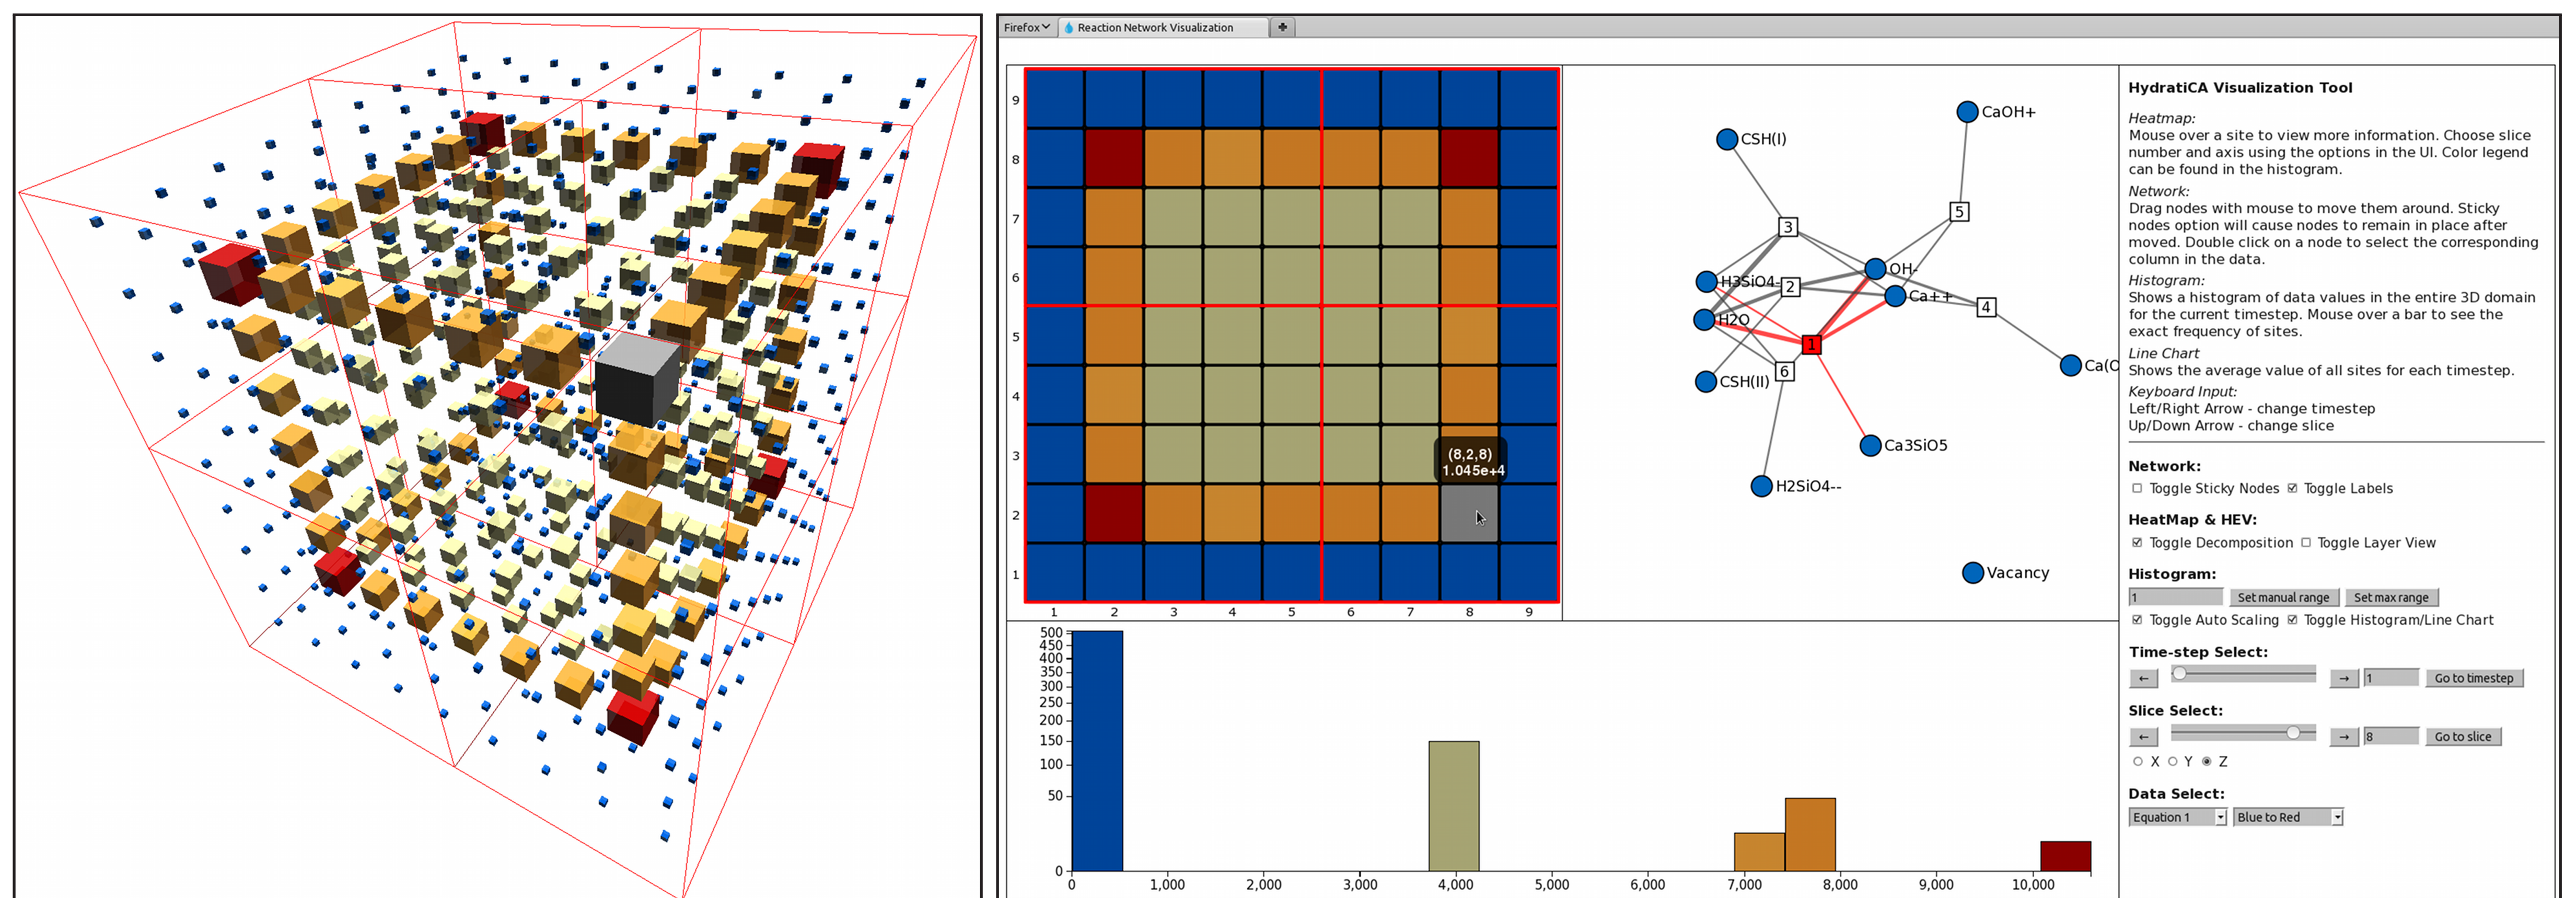 Firefox
Reaction Network Visualization
9
8
7
6
5
4
3
2
1
1 2 3 4 5 6 7 8 9
(8,2,8)
1.045e+4
CaOH+
CSH(I)
5
3
OH-
H3SiO4-
2
Ca++
4
H2O
1
Ca(O
6
CSH(II)
Ca3SiO5
H2SiO4--
Vacancy
500
450
400
350
300
250
200
150
100
50
0
0 1,000 2,000 3,000 4,000 5,000 6,000 7,000 8,000 9,000 10,000
HydratiCA Visualization Tool
Heatmap:
Mouse over a site to view more information. Choose slice
number and axis using the options in the UI. Color legend
can be found in the histogram.
Network:
Drag nodes with mouse to move them around. Sticky
nodes option will cause nodes to remain in place after
moved. Double click on a node to select the corresponding
column in the data.
Histogram:
Shows a histogram of data values in the entire 3D domain
for the current timestep. Mouse over a bar to see the
exact frequency of sites.
Line Chart
Shows the average value of all sites for each timestep.
Keyboard Input:
Left/Right Arrow - change timestep
Up/Down Arrow - change slice
Network:
Toggle Sticky Nodes Toggle Labels
HeatMap & HEV:
Toggle Decomposition Toggle Layer View
Histogram:
1 Set manual range Set max range
Toggle Auto Scaling Toggle Histogram/Line Chart
Time-step Select:
← → 1 Go to timestep
Slice Select:
← → 8 Go to slice
X Y Z
Data Select:
Equation 1 Blue to Red